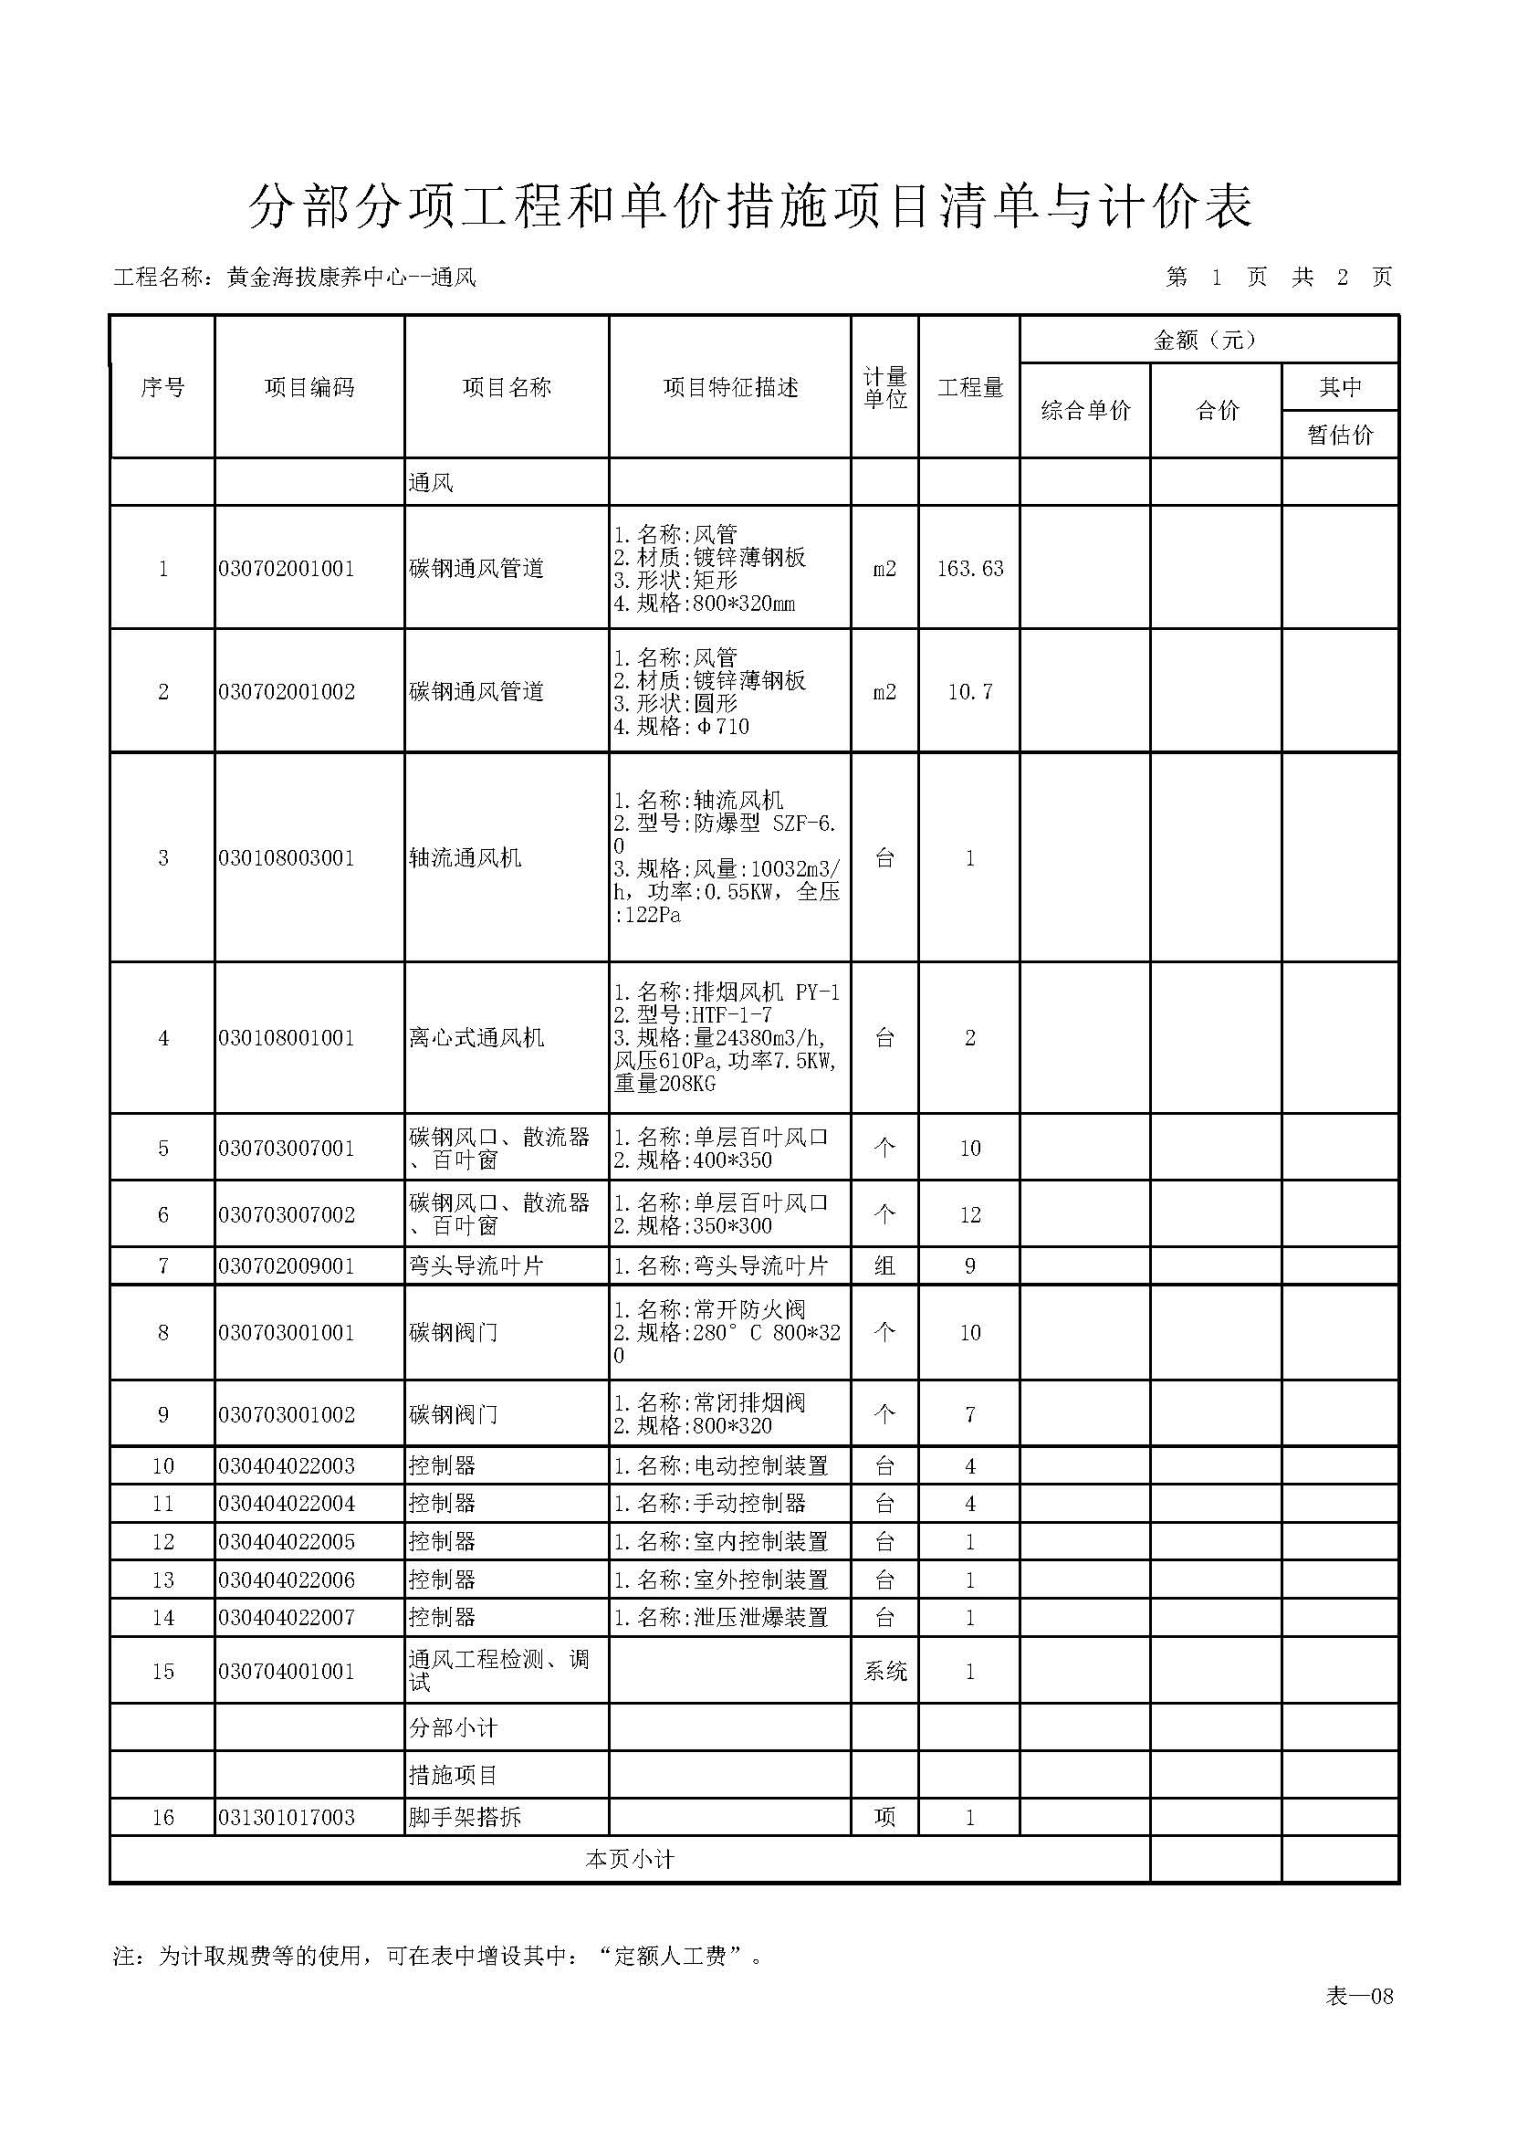 分部分项工程和单价措施项目清单与计价表
工程名称：黄金海拔康养中心--通风 第 1 页 共 2 页
序号 项目编码 项目名称 项目特征描述 计量单位 工程量 金额（元）
综合单价 合价 其中
暂估价
通风
1 030702001001 碳钢通风管道 1.名称:风管
2.材质:镀锌薄钢板
3.形状:矩形
4.规格:800*320mm
m2 163.63
2 030702001002 碳钢通风管道 1.名称:风管
2.材质:镀锌薄钢板
3.形状:圆形
4.规格:Φ710
m2 10.7
3 030108003001 轴流通风机 1.名称:轴流风机
2.型号:防爆型 SZF-6.
0
3.规格:风量:10032m3/
h，功率:0.55KW，全压
:122Pa
台 1
4 030108001001 离心式通风机 1.名称:排烟风机 PY-1
2.型号:HTF-1-7
3.规格:量24380m3/h,
风压610Pa,功率7.5KW,
重量208KG
台 2
5 030703007001 碳钢风口、散流器
、百叶窗
1.名称:单层百叶风口
2.规格:400*350
个 10
6 030703007002 碳钢风口、散流器
、百叶窗
1.名称:单层百叶风口
2.规格:350*300
个 12
7 030702009001 弯头导流叶片 1.名称:弯头导流叶片 组 9
8 030703001001 碳钢阀门 1.名称:常开防火阀
2.规格:280°C 800*32
0
个 10
9 030703001002 碳钢阀门 1.名称:常闭排烟阀
2.规格:800*320
个 7
10 030404022003 控制器 1.名称:电动控制装置 台 4
11 030404022004 控制器 1.名称:手动控制器 台 4
12 030404022005 控制器 1.名称:室内控制装置 台 1
13 030404022006 控制器 1.名称:室外控制装置 台 1
14 030404022007 控制器 1.名称:泄压泄爆装置 台 1
15 030704001001 通风工程检测、调
试
系统 1
分部小计
措施项目
16 031301017003 脚手架搭拆 项 1
本页小计
注：为计取规费等的使用，可在表中增设其中：“定额人工费”。
表—08